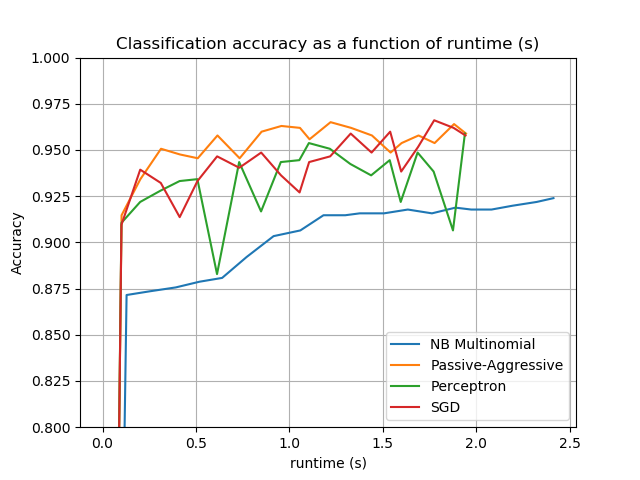 Classification accuracy as a function of runtime (s)
1.000
0.975
0.950
0.925
0.900
0.875
0.850
0.825
0.800
Accuracy
NB Multinomial
Passive-Aggressive
Perceptron
SGD
0.0 0.5 1.0 1.5 2.0 2.5
runtime (s)